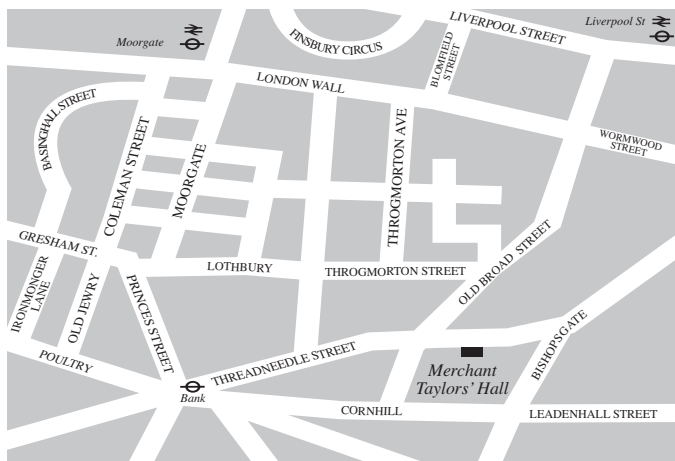 LIVERPOOL STREET
Liverpool St
Moorgate
FINSBURY CIRCUS
BLOMFIELD
STREET
LONDON WALL
BASINGHALL STREET
COLEMAN STREET
MOORGATE
THROGMORTON AVE
WORMWOOD
STREET
GRESHAM ST.
LOTHBURY
THROGMORTON STREET
OLD BROAD STREET
IRONMONGER
LANE
OLD JEWRY
PRINCES STREET
POULTRY
THREADNEEDLE STREET
BISHOPSGATE
Merchant
Taylors' Hall
Bank
CORNHILL
LEADENHALL STREET